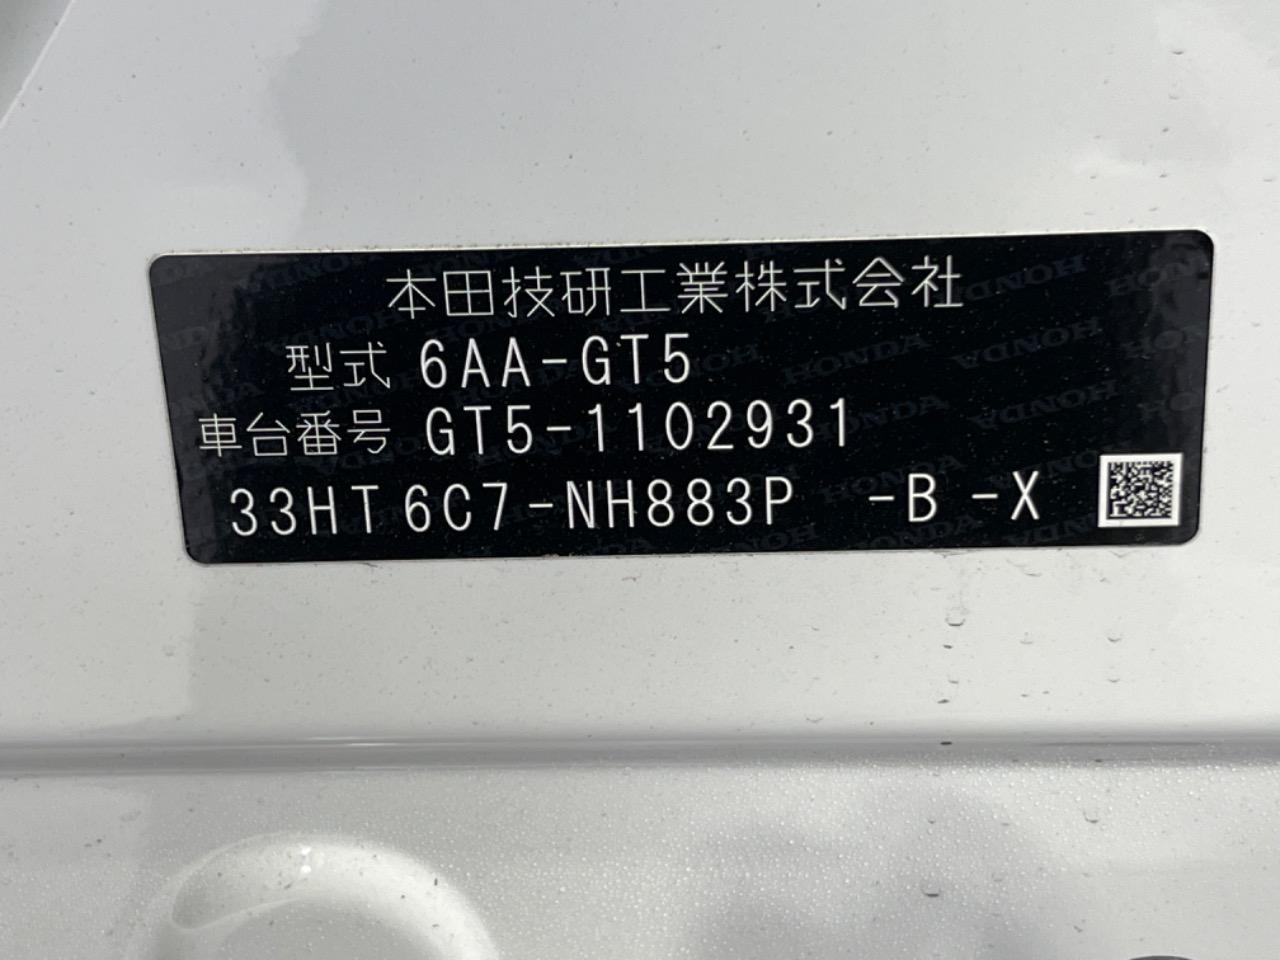 本田技研工業株式会社
型式 6AA-GT5
車台番号 GT5-1102931
33HT6C7-NH883P -B -X